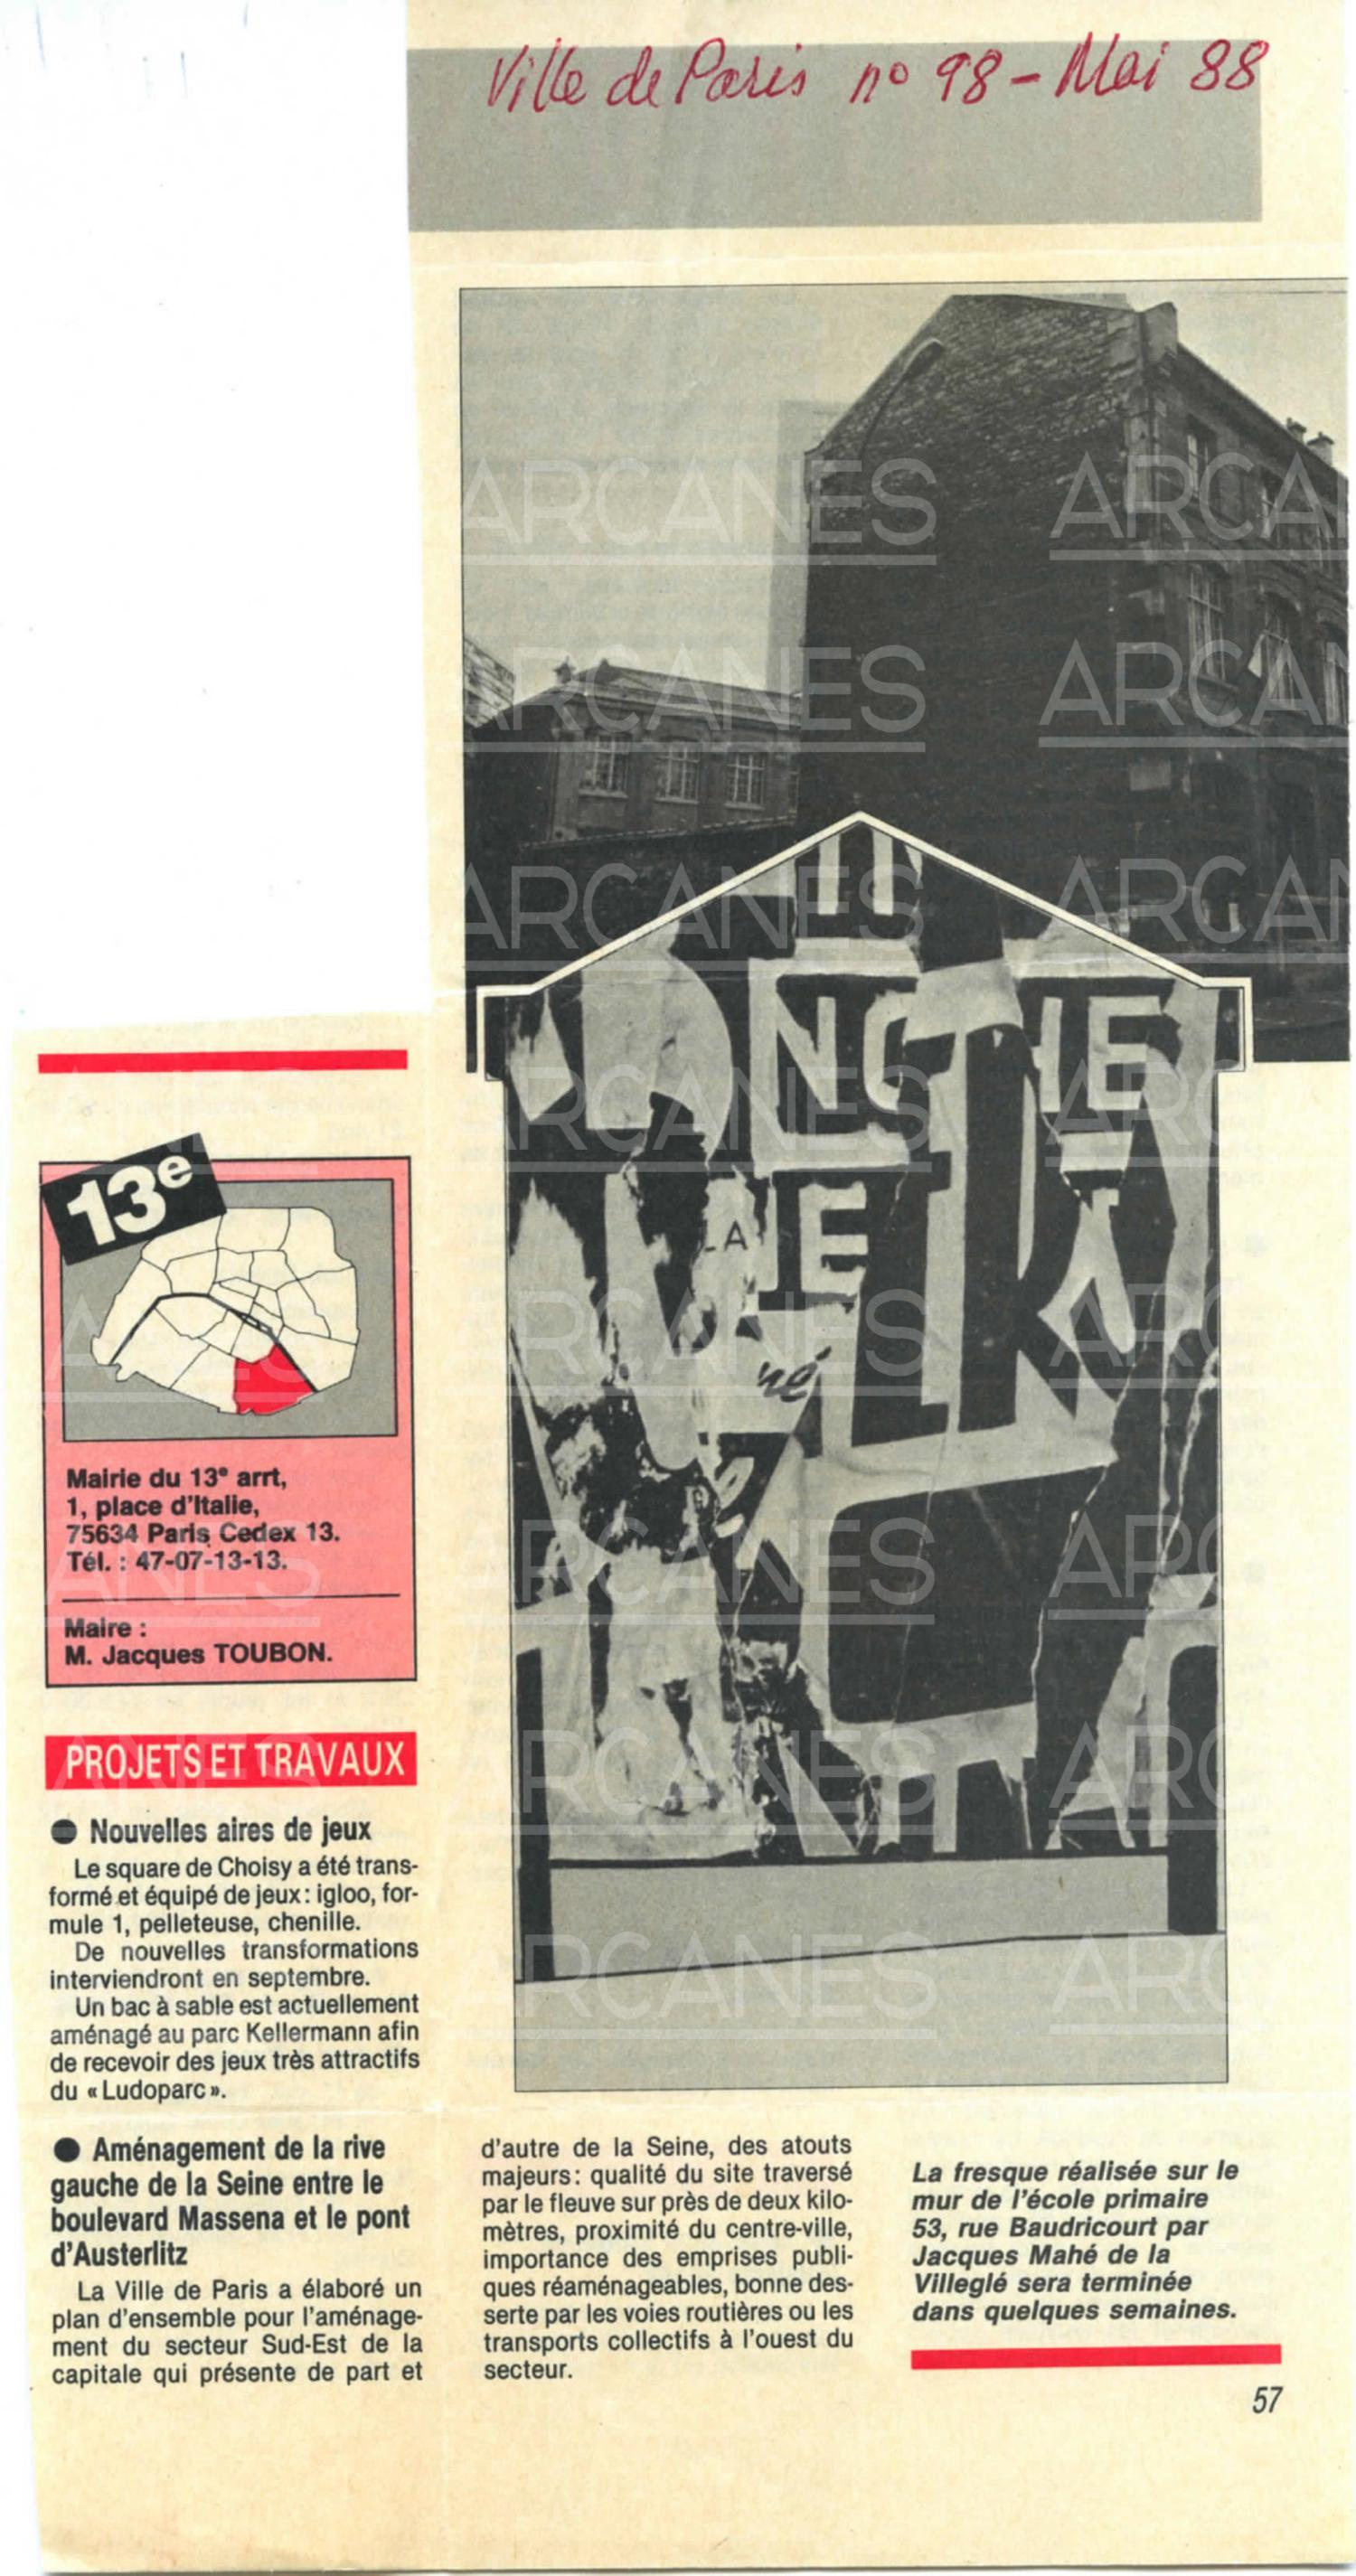 Ville de Paris no 98 - Mai 88
13e
Mairie du 13e arrt,
1, place d'Italie,
75634 Paris Cedex 13.
Tél. : 47-07-13-13.
Maire :
M. Jacques TOUBON.
PROJETS ET TRAVAUX
● Nouvelles aires de jeux
Le square de Choisy a été trans-
formé et équipé de jeux : igloo, for-
mule 1, pelleteuse, chenille.
De nouvelles transformations
interviendront en septembre.
Un bac à sable est actuellement
aménagé au parc Kellermann afin
de recevoir des jeux très attractifs
du « Ludoparc ».
● Aménagement de la rive
gauche de la Seine entre le
boulevard Massena et le pont
d'Austerlitz
La Ville de Paris a élaboré un
plan d'ensemble pour l'aménage-
ment du secteur Sud-Est de la
capitale qui présente de part et
d'autre de la Seine, des atouts
majeurs : qualité du site traversé
par le fleuve sur près de deux kilo-
mètres, proximité du centre-ville,
importance des emprises publi-
ques réaménageables, bonne des-
serte par les voies routières ou les
transports collectifs à l'ouest du
secteur.
NC
HE
LA
IE
né
La fresque réalisée sur le
mur de l'école primaire
53, rue Baudricourt par
Jacques Mahé de la
Villeglé sera terminée
dans quelques semaines.
57
ARCANES